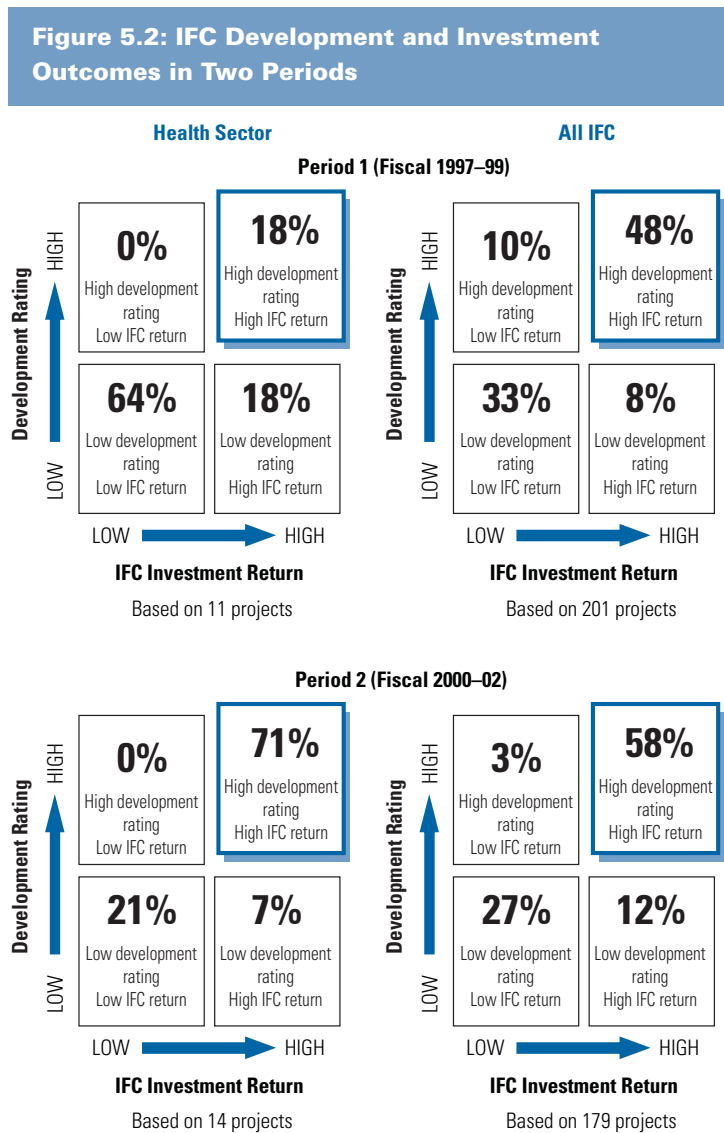 Figure 5.2: IFC Development and Investment
Outcomes in Two Periods
Health Sector
All IFC
Period 1 (Fiscal 1997–99)
Development Rating
HIGH
LOW
0%
High development
rating
Low IFC return
18%
High development
rating
High IFC return
64%
Low development
rating
Low IFC return
18%
Low development
rating
High IFC return
LOW
HIGH
IFC Investment Return
Based on 11 projects
Development Rating
HIGH
LOW
10%
High development
rating
Low IFC return
48%
High development
rating
High IFC return
33%
Low development
rating
Low IFC return
8%
Low development
rating
High IFC return
LOW
HIGH
IFC Investment Return
Based on 201 projects
Period 2 (Fiscal 2000–02)
Development Rating
HIGH
LOW
0%
High development
rating
Low IFC return
71%
High development
rating
High IFC return
21%
Low development
rating
Low IFC return
7%
Low development
rating
High IFC return
LOW
HIGH
IFC Investment Return
Based on 14 projects
Development Rating
HIGH
LOW
3%
High development
rating
Low IFC return
58%
High development
rating
High IFC return
27%
Low development
rating
Low IFC return
12%
Low development
rating
High IFC return
LOW
HIGH
IFC Investment Return
Based on 179 projects